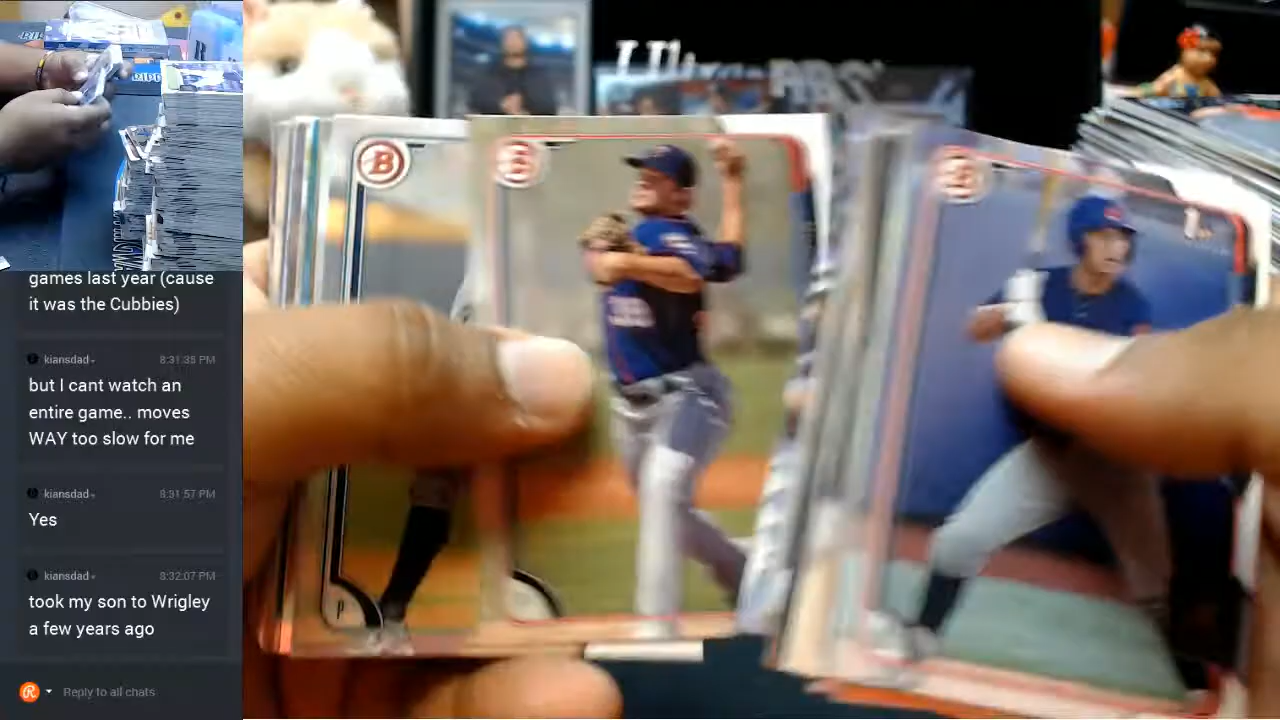 games last year (cause
it was the Cubbies)
kiansdad
8:31:35 PM
but I cant watch an
entire game.. moves
WAY too slow for me
kiansdad
8:31:57 PM
Yes
kiansdad
8:32:07 PM
took my son to Wrigley
a few years ago
Reply to all chats
B
B
B
P